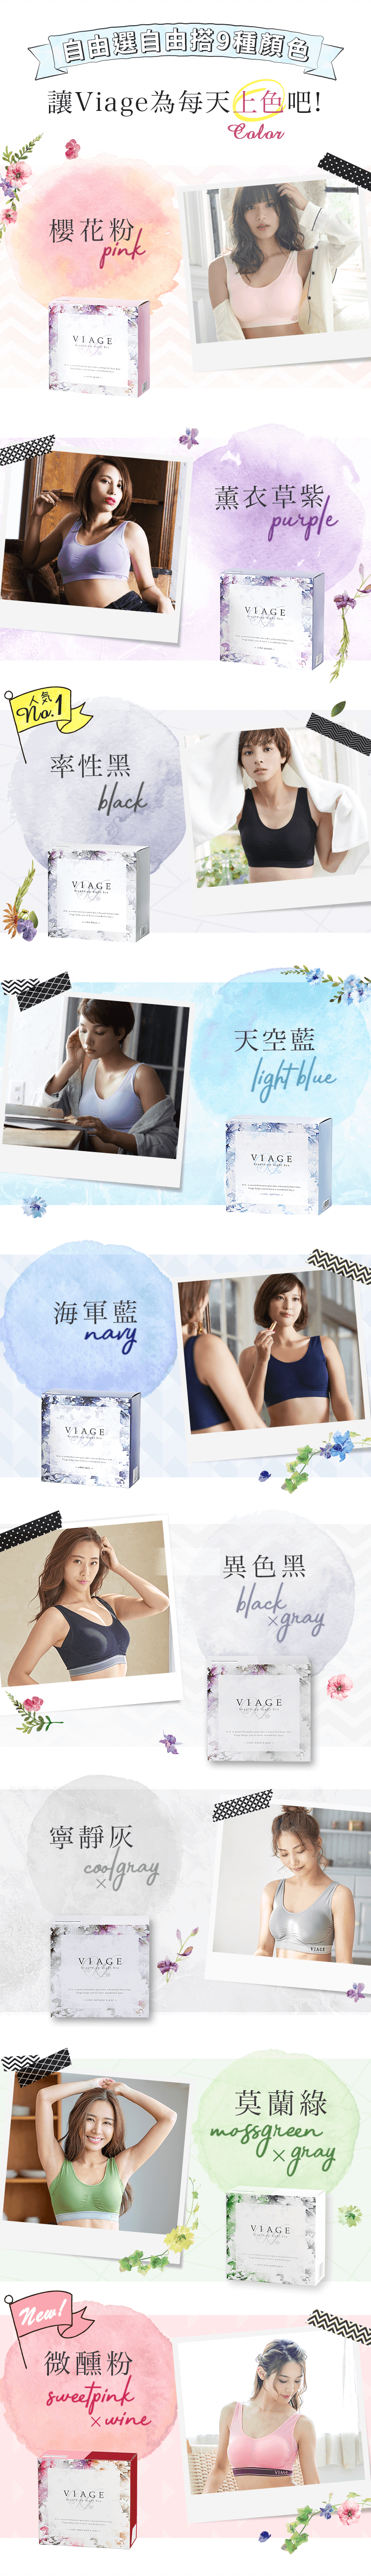 自由選自由搭9種顏色
讓Viage為每天上色吧!
Color
櫻花粉
pink
VIAGE
薰衣草紫
purple
VIAGE
人気
No.1
率性黑
black
VIAGE
天空藍
light blue
VIAGE
海軍藍
navy
VIAGE
異色黑
black
×gray
VIAGE
寧靜灰
coolgray
×
VIAGE
VIAGE
莫蘭綠
mossgreen
×gray
VIAGE
New!
微醺粉
sweetpink
×wine
VIAGE